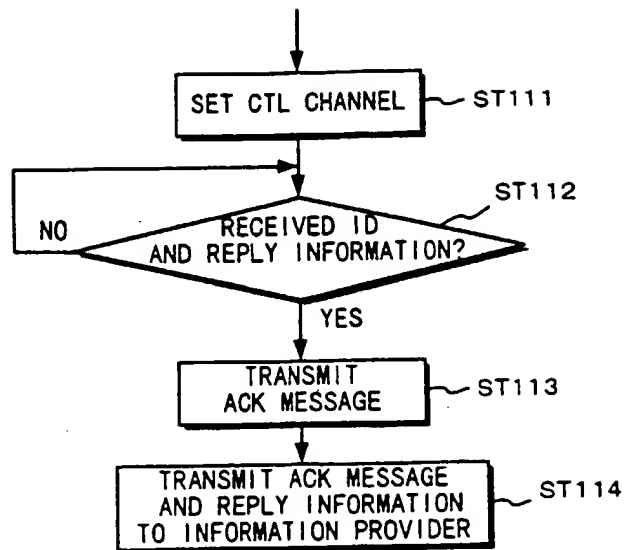 SET CTL CHANNEL
ST111
ST112
RECEIVED ID
AND REPLY INFORMATION?
NO
YES
TRANSMIT
ACK MESSAGE
ST113
TRANSMIT ACK MESSAGE
AND REPLY INFORMATION
TO INFORMATION PROVIDER
ST114